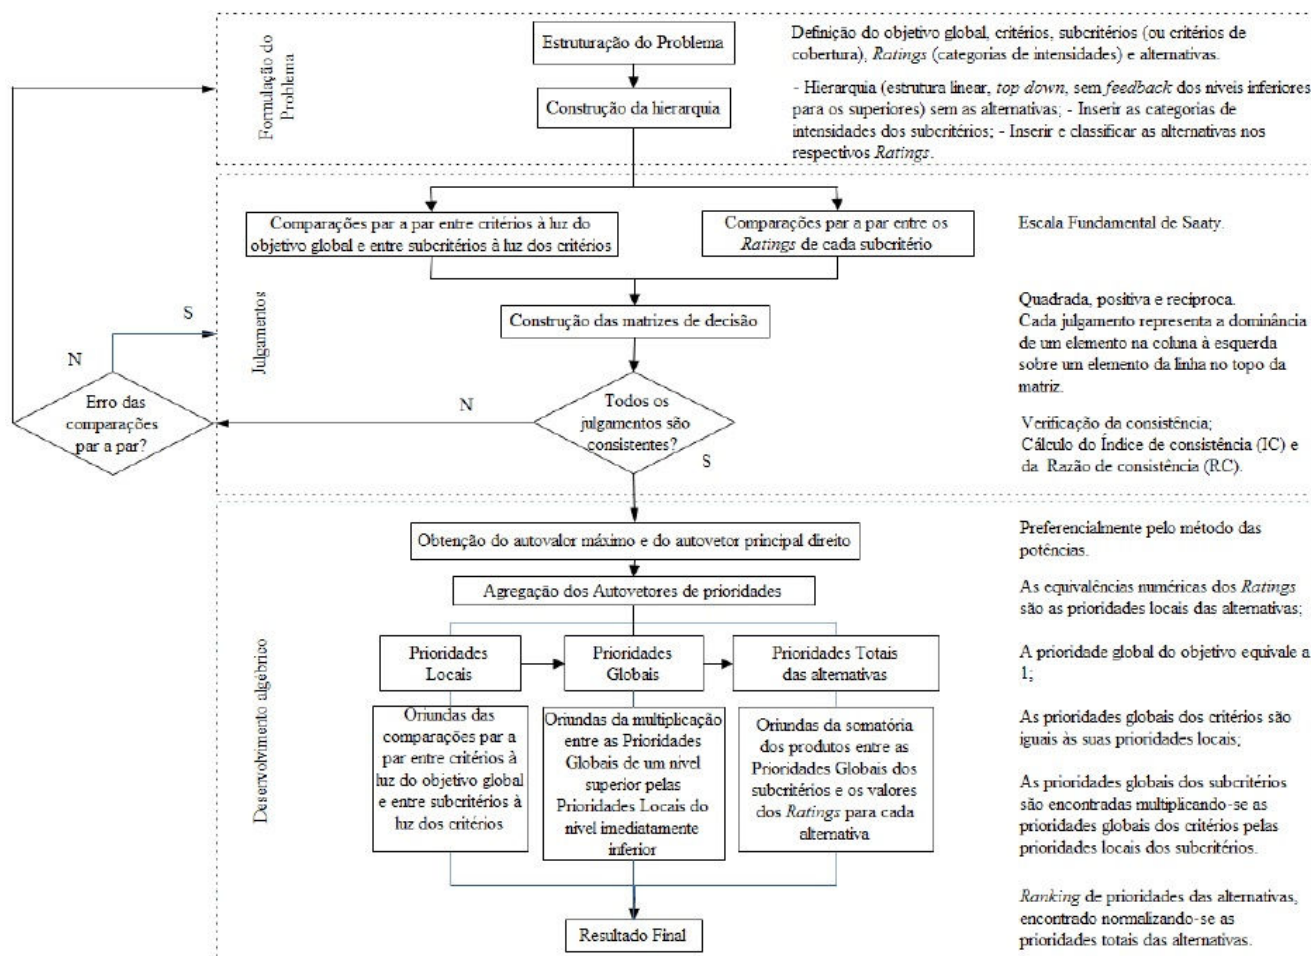 Formulação do
Problema
Estruturação do Problema
Definição do objetivo global, critérios, subcritérios (ou critérios de
cobertura), Ratings (categorias de intensidades) e alternativas.
Construção da hierarquia
- Hierarquia (estrutura linear, top down, sem feedback dos níveis inferiores
para os superiores) sem as alternativas; - Inserir as categorias de
intensidades dos subcritérios; - Inserir e classificar as alternativas nos
respectivos Ratings.
Julgamentos
Comparações par a par entre critérios à luz do
objetivo global e entre subcritérios à luz dos critérios
Comparações par a par entre os
Ratings de cada subcritério
Escala Fundamental de Saaty.
Construção das matrizes de decisão
Quadrada, positiva e reciproca.
Cada julgamento representa a dominância
de um elemento na coluna à esquerda
sobre um elemento da linha no topo da
matriz.
S
N
Erro das
comparações
par a par?
N
Todos os
julgamentos são
consistentes?
S
Verificação da consistência;
Cálculo do Índice de consistência (IC) e
da Razão de consistência (RC).
Desenvolvimento algébrico
Obtenção do autovalor máximo e do autovetor principal direito
Preferencialmente pelo método das
potências.
Agregação dos Autovetores de prioridades
As equivalências numéricas dos Ratings
são as prioridades locais das alternativas;
Prioridades
Locais
Prioridades
Globais
Prioridades Totais
das alternativas
A prioridade global do objetivo equivale a
1;
Oriundas das
comparações par a
par entre critérios à
luz do objetivo global
e entre subcritérios à
luz dos critérios
Oriundas da multiplicação
entre as Prioridades
Globais de um nível
superior pelas
Prioridades Locais do
nível imediatamente
inferior
Oriundas da somatória
dos produtos entre as
Prioridades Globais dos
subcritérios e os valores
dos Ratings para cada
alternativa
As prioridades globais dos critérios são
iguais às suas prioridades locais;
As prioridades globais dos subcritérios
são encontradas multiplicando-se as
prioridades globais dos critérios pelas
prioridades locais dos subcritérios.
Resultado Final
Ranking de prioridades das alternativas,
encontrado normalizando-se as
prioridades totais das alternativas.